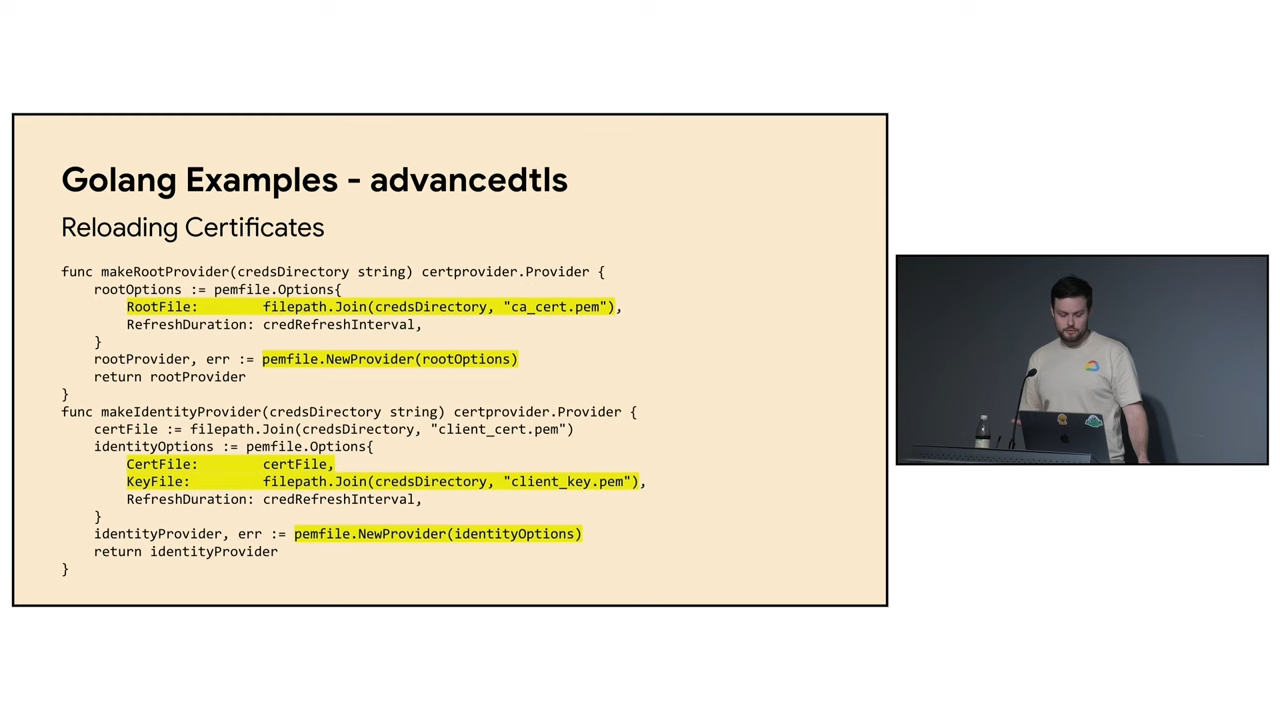 Golang Examples - advancedtls
Reloading Certificates
func makeRootProvider(credsDirectory string) certprovider.Provider {
    rootOptions := pemfile.Options{
        RootFile:        filepath.Join(credsDirectory, "ca_cert.pem"),
        RefreshDuration: credRefreshInterval,
    }
    rootProvider, err := pemfile.NewProvider(rootOptions)
    return rootProvider
}
func makeIdentityProvider(credsDirectory string) certprovider.Provider {
    certFile := filepath.Join(credsDirectory, "client_cert.pem")
    identityOptions := pemfile.Options{
        CertFile:        certFile,
        KeyFile:         filepath.Join(credsDirectory, "client_key.pem"),
        RefreshDuration: credRefreshInterval,
    }
    identityProvider, err := pemfile.NewProvider(identityOptions)
    return identityProvider
}